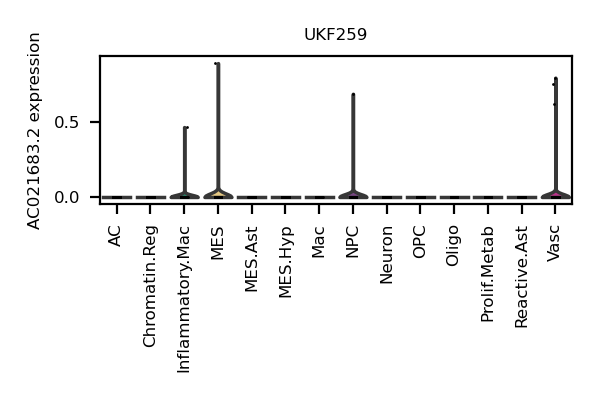 UKF259
AC021683.2 expression
0.5
0.0
AC
Chromatin.Reg
Inflammatory.Mac
MES
MES.Ast
MES.Hyp
Mac
NPC
Neuron
OPC
Oligo
Prolif.Metab
Reactive.Ast
Vasc